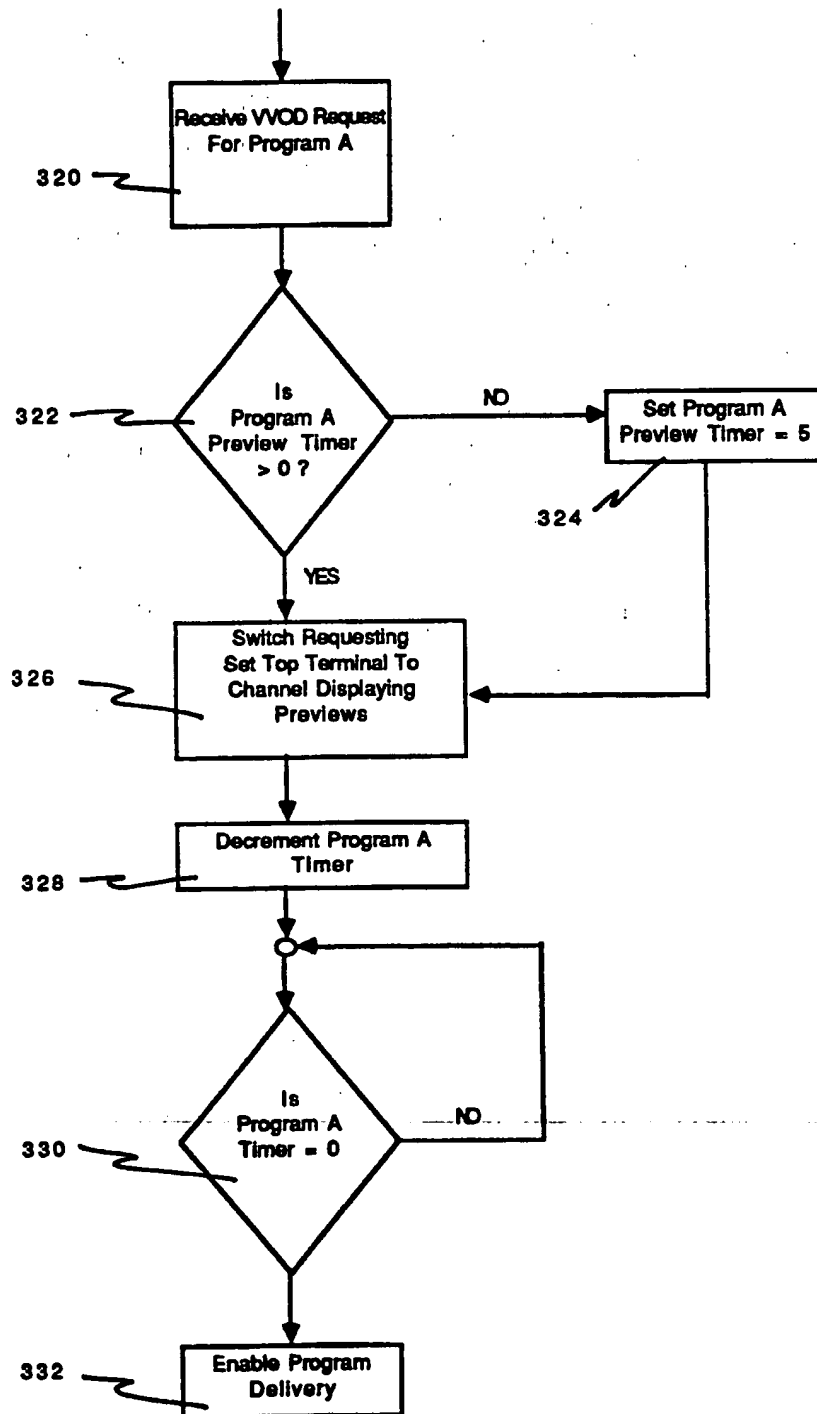 Receive VVOD Request
For Program A
320
Is
Program A
Preview Timer
> 0 ?
322
NO
Set Program A
Preview Timer = 5
324
YES
Switch Requesting
Set Top Terminal To
Channel Displaying
Previews
326
Decrement Program A
Timer
328
Is
Program A
Timer = 0
330
NO
Enable Program
Delivery
332